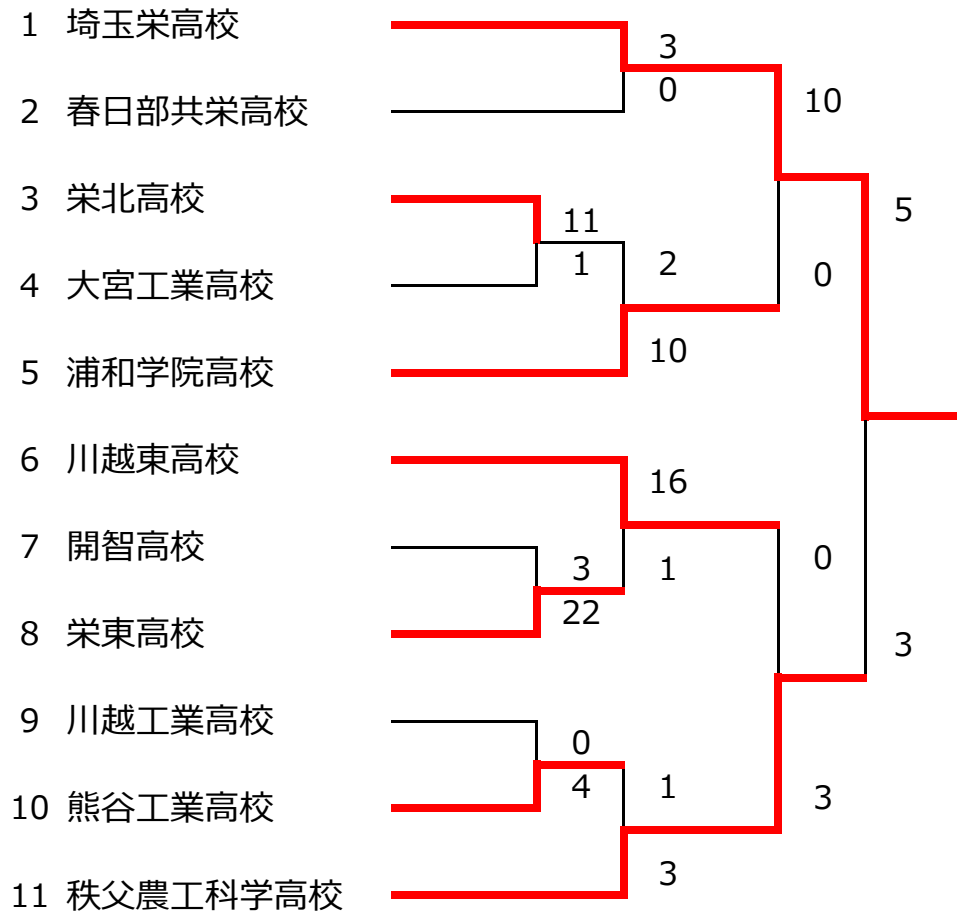 1 埼玉栄高校
3
0
2 春日部共栄高校
10
3 栄北高校
11
1
5
4 大宮工業高校
2
0
5 浦和学院高校
10
6 川越東高校
16
7 開智高校
3
22
1
0
8 栄東高校
3
9 川越工業高校
0
4
10 熊谷工業高校
1
3
11 秩父農工科学高校
3